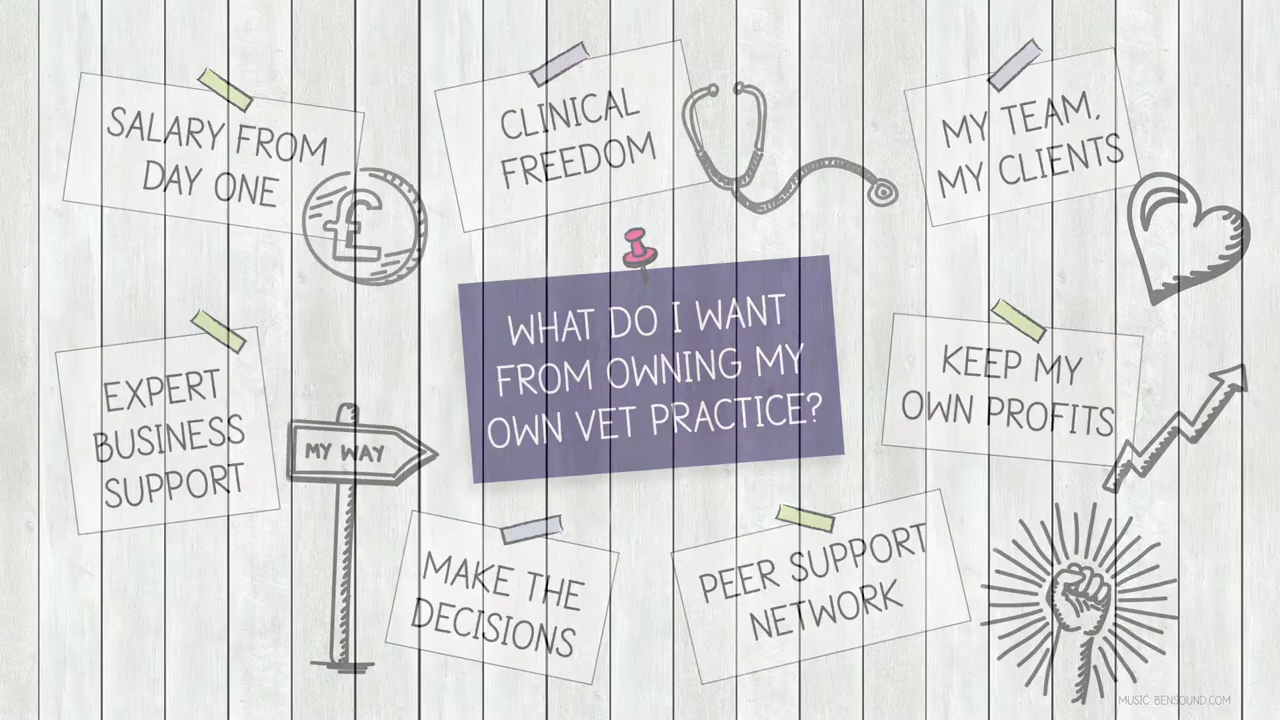 SALARY FROM
DAY ONE
£
CLINICAL
FREEDOM
MY TEAM,
MY CLIENTS
WHAT DO I WANT
FROM OWNING MY
OWN VET PRACTICE?
EXPERT
BUSINESS
SUPPORT
MY WAY
KEEP MY
OWN PROFITS
MAKE THE
DECISIONS
PEER SUPPORT
NETWORK
MUSIC: BENSOUND.COM